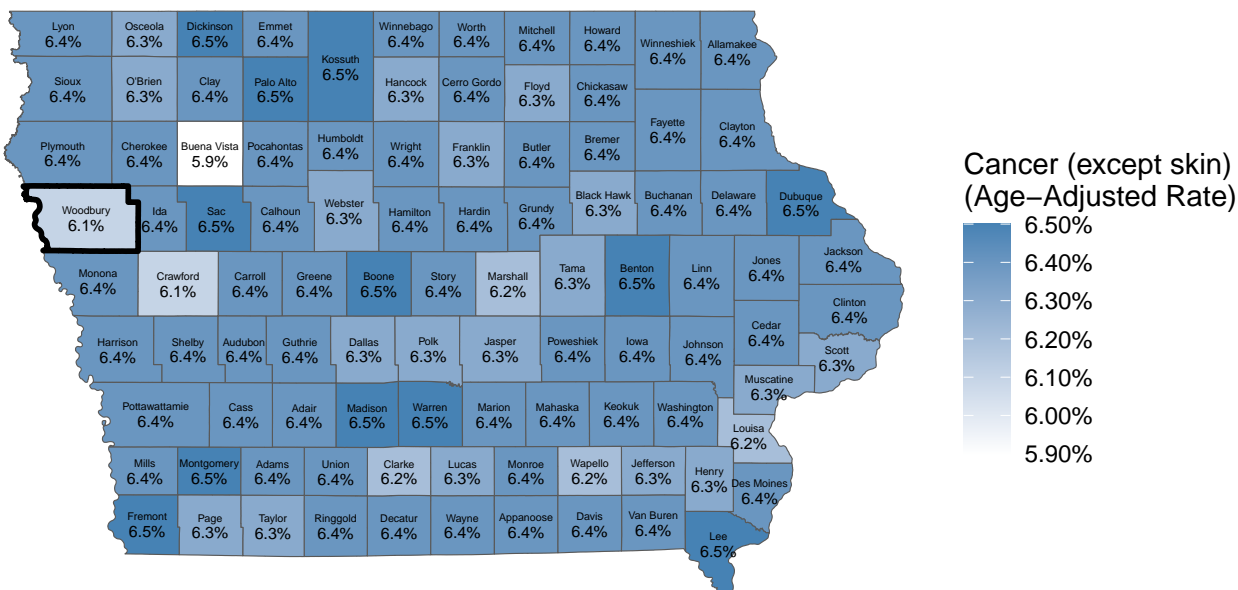 Lyon
6.4%
Osceola
6.3%
Dickinson
6.5%
Emmet
6.4%
Kossuth
6.5%
Winnebago
6.4%
Worth
6.4%
Mitchell
6.4%
Howard
6.4%
Winneshiek
6.4%
Allamakee
6.4%
Sioux
6.4%
O'Brien
6.3%
Clay
6.4%
Palo Alto
6.5%
Hancock
6.3%
Cerro Gordo
6.4%
Floyd
6.3%
Chickasaw
6.4%
Fayette
6.4%
Clayton
6.4%
Plymouth
6.4%
Cherokee
6.4%
Buena Vista
5.9%
Pocahontas
6.4%
Humboldt
6.4%
Wright
6.4%
Franklin
6.3%
Butler
6.4%
Bremer
6.4%
Woodbury
6.1%
Ida
6.4%
Sac
6.5%
Calhoun
6.4%
Webster
6.3%
Hamilton
6.4%
Hardin
6.4%
Grundy
6.4%
Black Hawk
6.3%
Buchanan
6.4%
Delaware
6.4%
Dubuque
6.5%
Monona
6.4%
Crawford
6.1%
Carroll
6.4%
Greene
6.4%
Boone
6.5%
Story
6.4%
Marshall
6.2%
Tama
6.3%
Benton
6.5%
Linn
6.4%
Jones
6.4%
Jackson
6.4%
Clinton
6.4%
Harrison
6.4%
Shelby
6.4%
Audubon
6.4%
Guthrie
6.4%
Dallas
6.3%
Polk
6.3%
Jasper
6.3%
Poweshiek
6.4%
Iowa
6.4%
Johnson
6.4%
Cedar
6.4%
Scott
6.3%
Muscatine
6.3%
Pottawattamie
6.4%
Cass
6.4%
Adair
6.4%
Madison
6.5%
Warren
6.5%
Marion
6.4%
Mahaska
6.4%
Keokuk
6.4%
Washington
6.4%
Louisa
6.2%
Mills
6.4%
Montgomery
6.5%
Adams
6.4%
Union
6.4%
Clarke
6.2%
Lucas
6.3%
Monroe
6.4%
Wapello
6.2%
Jefferson
6.3%
Henry
6.3%
Des Moines
6.4%
Fremont
6.5%
Page
6.3%
Taylor
6.3%
Ringgold
6.4%
Decatur
6.4%
Wayne
6.4%
Appanoose
6.4%
Davis
6.4%
Van Buren
6.4%
Lee
6.5%
Cancer (except skin)
(Age−Adjusted Rate)
6.50%
6.40%
6.30%
6.20%
6.10%
6.00%
5.90%